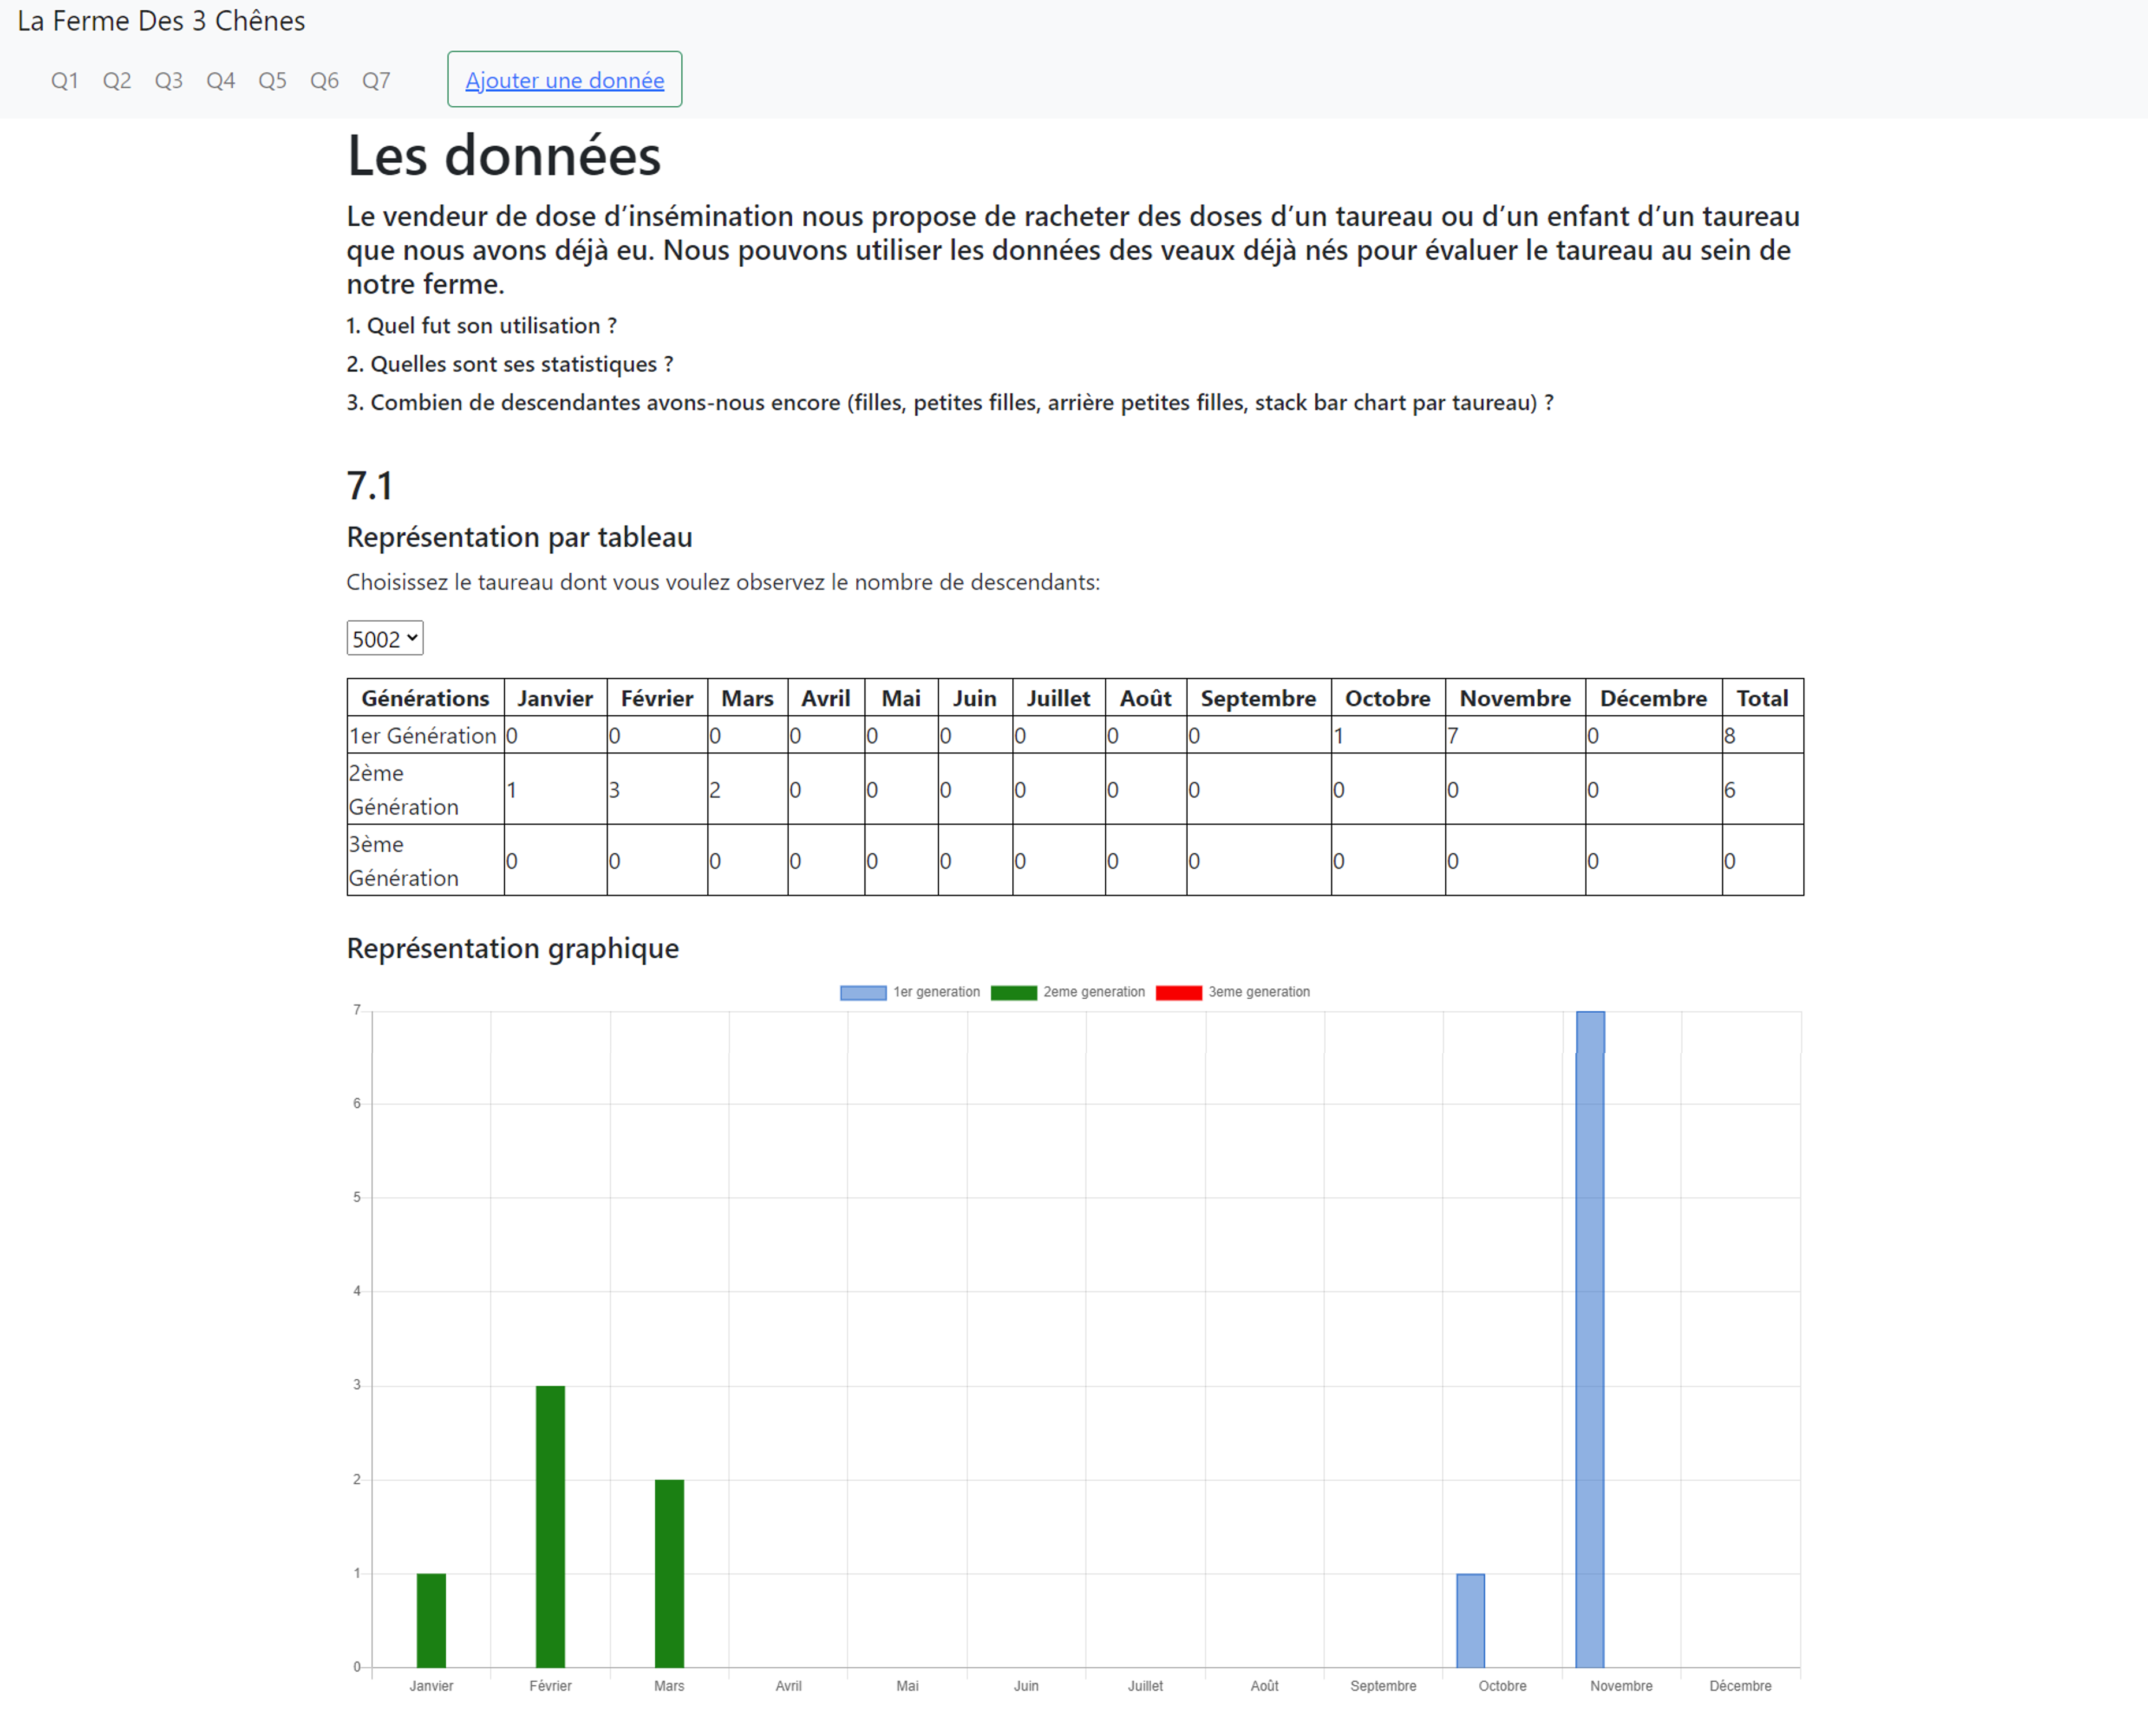 La Ferme Des 3 Chênes
Q1 Q2 Q3 Q4 Q5 Q6 Q7 Ajouter une donnée
Les données
Le vendeur de dose d’insémination nous propose de racheter des doses d’un taureau ou d’un enfant d’un taureau
que nous avons déjà eu. Nous pouvons utiliser les données des veaux déjà nés pour évaluer le taureau au sein de
notre ferme.
1. Quel fut son utilisation ?
2. Quelles sont ses statistiques ?
3. Combien de descendantes avons-nous encore (filles, petites filles, arrière petites filles, stack bar chart par taureau) ?
7.1
Représentation par tableau
Choisissez le taureau dont vous voulez observez le nombre de descendants:
5002
Générations Janvier Février Mars Avril Mai Juin Juillet Août Septembre Octobre Novembre Décembre Total
1er Génération 0 0 0 0 0 0 0 0 0 1 7 0 8
2ème
Génération 1 3 2 0 0 0 0 0 0 0 0 0 6
3ème
Génération 0 0 0 0 0 0 0 0 0 0 0 0 0
Représentation graphique
1er generation 2eme generation 3eme generation
7
6
5
4
3
2
1
0
Janvier Février Mars Avril Mai Juin Juillet Août Septembre Octobre Novembre Décembre